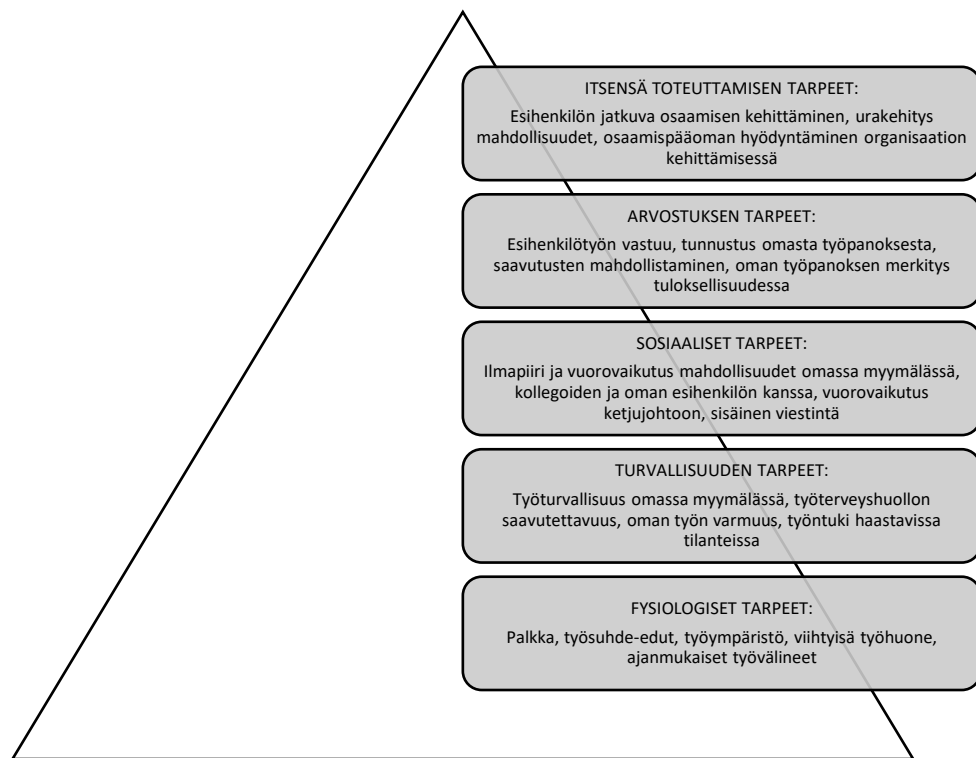 ITSENSÄ TOTEUTTAMISEN TARPEET:
Esihenkilön jatkuva osaamisen kehittäminen, urakehitys
mahdollisuudet, osaamispääoman hyödyntäminen organisaation
kehittämisessä
ARVOSTUKSEN TARPEET:
Esihenkilötyön vastuu, tunnustus omasta työpanoksesta,
saavutusten mahdollistaminen, oman työpanoksen merkitys
tuloksellisuudessa
SOSIAALISET TARPEET:
Ilmapiiri ja vuorovaikutus mahdollisuudet omassa myymälässä,
kollegoiden ja oman esihenkilön kanssa, vuorovaikutus
ketjujohtoon, sisäinen viestintä
TURVALLISUUDEN TARPEET:
Työturvallisuus omassa myymälässä, työterveyshuollon
saavutettavuus, oman työn varmuus, työntuki haastavissa
tilanteissa
FYSIOLOGISET TARPEET:
Palkka, työsuhde-edut, työympäristö, viihtyisä työhuone,
ajanmukaiset työvälineet